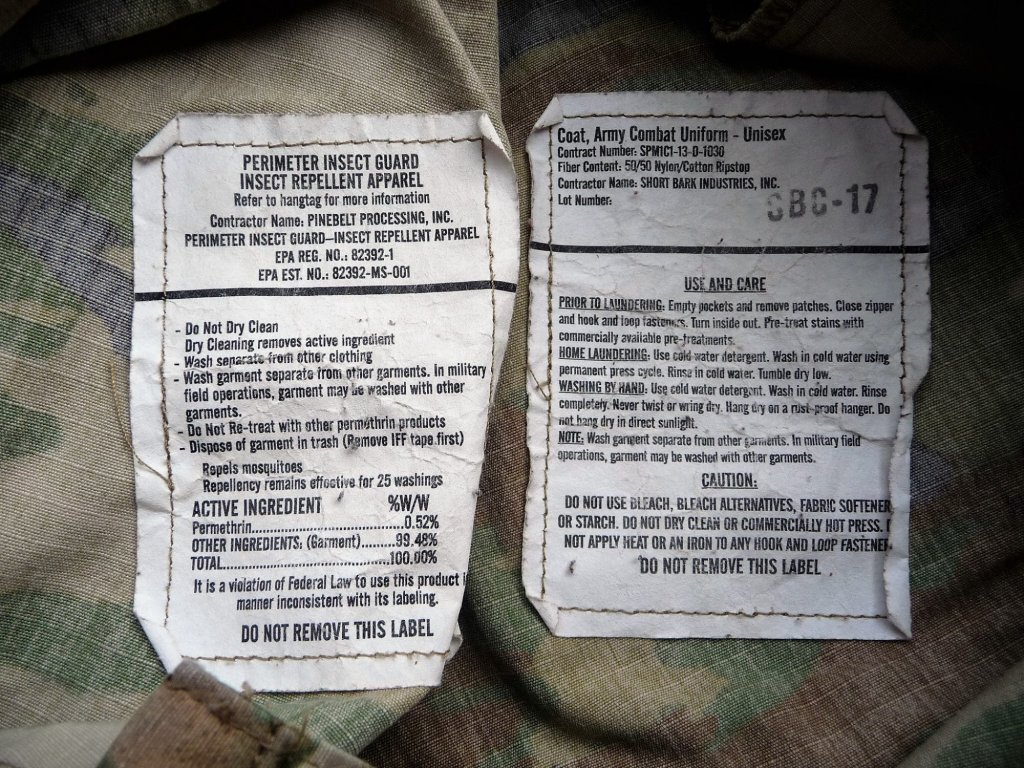 PERIMETER INSECT GUARD
INSECT REPELLENT APPAREL
Refer to hangtag for more information
Contractor Name: PINEBELT PROCESSING, INC.
PERIMETER INSECT GUARD—INSECT REPELLENT APPAREL
EPA REG. NO.: 82392-1
EPA EST. NO.: 82392-MS-001
- Do Not Dry Clean
Dry Cleaning removes active ingredient
- Wash separate from other clothing
- Wash garment separate from other garments. In military
field operations, garment may be washed with other
garments.
- Do Not Re-treat with other permethrin products
- Dispose of garment in trash (Remove IFF tape first)
Repels mosquitoes
Repellency remains effective for 25 washings
ACTIVE INGREDIENT %W/W
Permethrin..............................0.52%
OTHER INGREDIENTS: (Garment)........99.48%
TOTAL...................................100.00%
It is a violation of Federal Law to use this product i
manner inconsistent with its labeling.
DO NOT REMOVE THIS LABEL
Coat, Army Combat Uniform - Unisex
Contract Number: SPM1C1-13-D-1030
Fiber Content: 50/50 Nylon/Cotton Ripstop
Contractor Name: SHORT BARK INDUSTRIES, INC.
Lot Number:
USE AND CARE
PRIOR TO LAUNDERING: Empty pockets and remove patches. Close zipper
and hook and loop fasteners. Turn inside out. Pre-treat stains with
commercially available pre-treatments.
HOME LAUNDERING: Use cold water detergent. Wash in cold water using
permanent press cycle. Rinse in cold water. Tumble dry low.
WASHING BY HAND: Use cold water detergent. Wash in cold water. Rinse
completely. Never twist or wring dry. Hang dry on a rust-proof hanger. Do
not hang dry in direct sunlight.
NOTE: Wash garment separate from other garments. In military field
operations, garment may be washed with other garments.
CAUTION:
DO NOT USE BLEACH, BLEACH ALTERNATIVES, FABRIC SOFTENER
OR STARCH. DO NOT DRY CLEAN OR COMMERCIALLY HOT PRESS.
NOT APPLY HEAT OR AN IRON TO ANY HOOK AND LOOP FASTENER
DO NOT REMOVE THIS LABEL